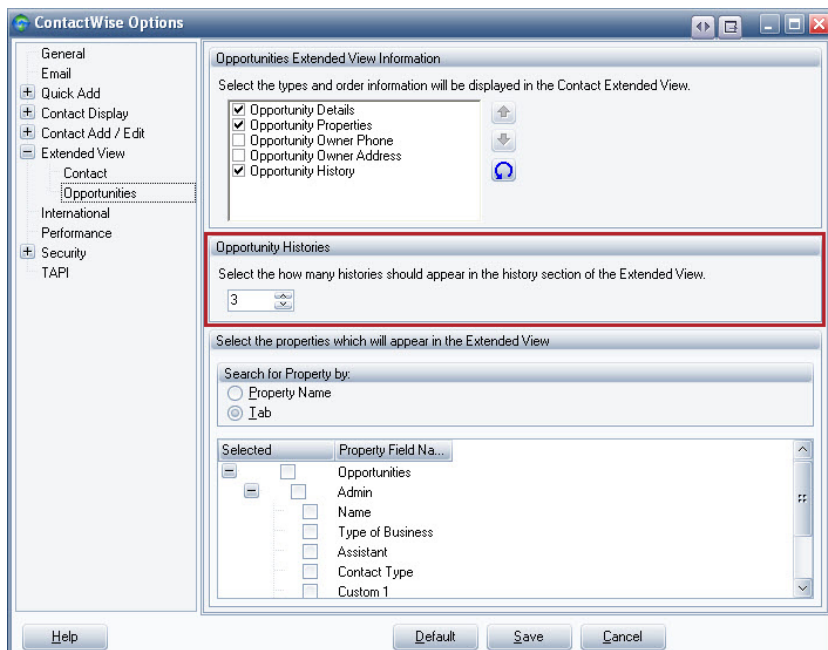 ContactWise Options
General
Email
Quick Add
Contact Display
Contact Add / Edit
Extended View
Contact
Opportunities
International
Performance
Security
TAPI
Opportunities Extended View Information
Select the types and order information will be displayed in the Contact Extended View.
Opportunity Details
Opportunity Properties
Opportunity Owner Phone
Opportunity Owner Address
Opportunity History
Opportunity Histories
Select the how many histories should appear in the history section of the Extended View.
3
Select the properties which will appear in the Extended View
Search for Property by:
Property Name
Tab
Selected Property Field Na...
Opportunities
Admin
Name
Type of Business
Assistant
Contact Type
Custom 1
Help Default Save Cancel